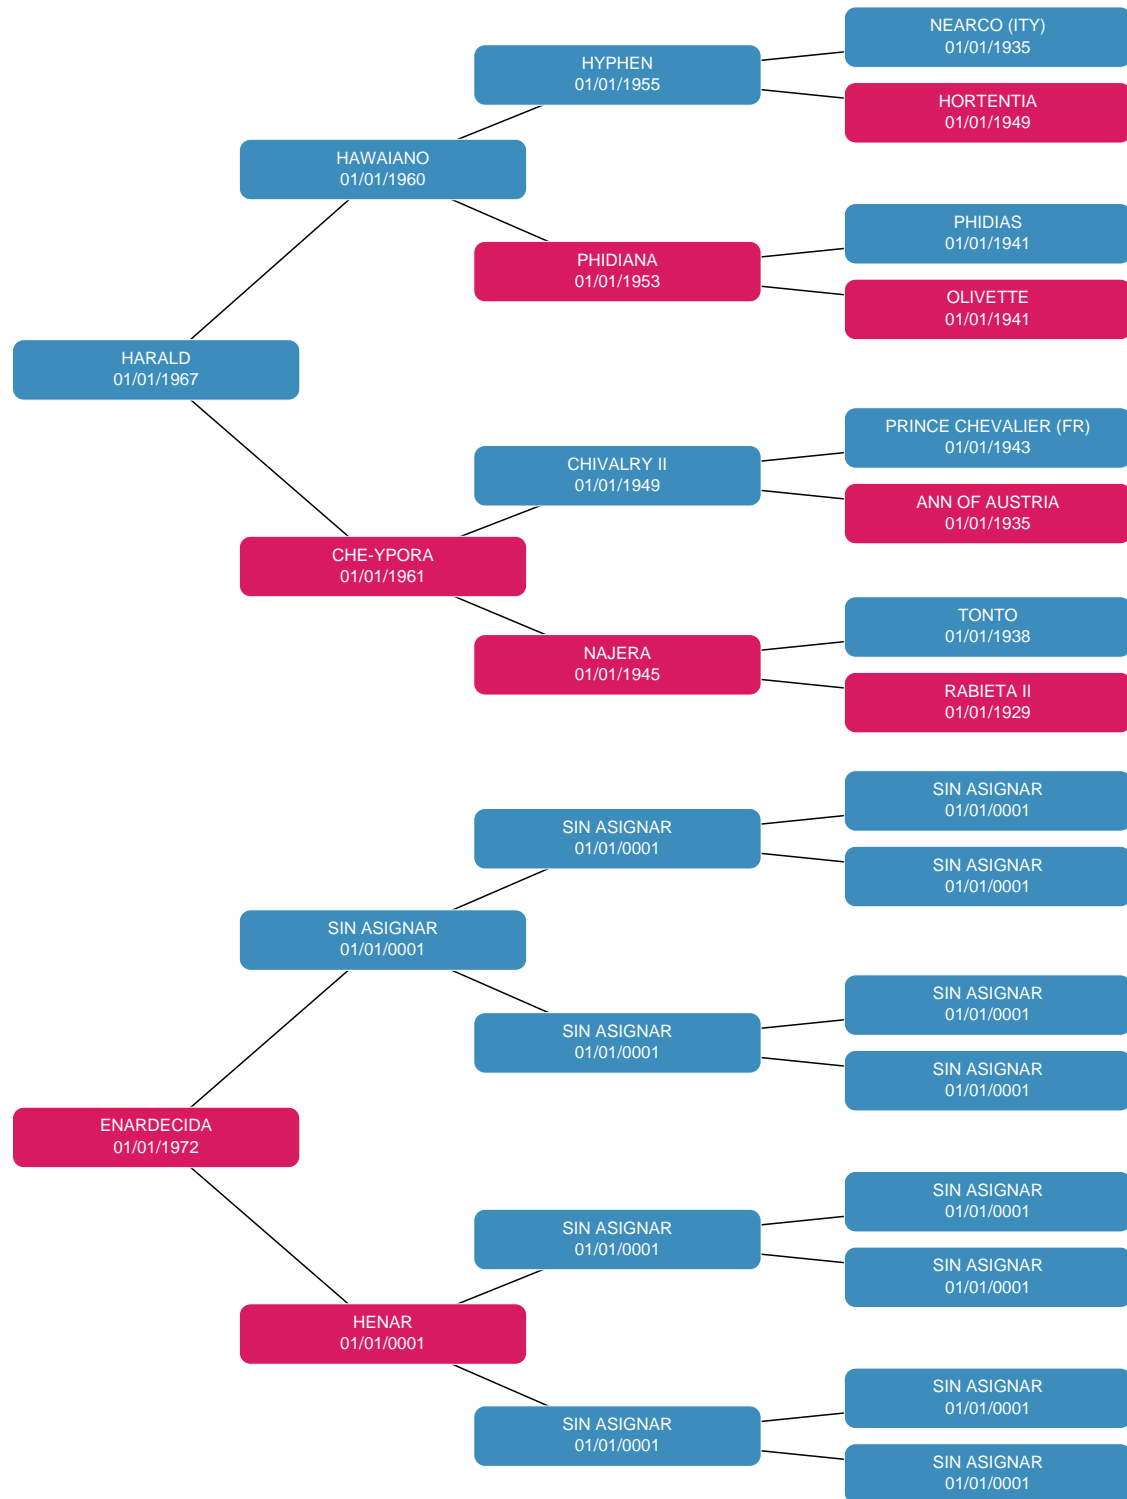 NEARCO (ITY)
01/01/1935
HYPHEN
01/01/1955
HORTENTIA
01/01/1949
HAWAIANO
01/01/1960
PHIDIAS
01/01/1941
PHIDIANA
01/01/1953
OLIVETTE
01/01/1941
HARALD
01/01/1967
PRINCE CHEVALIER (FR)
01/01/1943
CHIVALRY II
01/01/1949
ANN OF AUSTRIA
01/01/1935
CHE-YPORA
01/01/1961
TONTO
01/01/1938
NAJERA
01/01/1945
RABIETA II
01/01/1929
SIN ASIGNAR
01/01/0001
SIN ASIGNAR
01/01/0001
SIN ASIGNAR
01/01/0001
SIN ASIGNAR
01/01/0001
SIN ASIGNAR
01/01/0001
SIN ASIGNAR
01/01/0001
SIN ASIGNAR
01/01/0001
ENARDECIDA
01/01/1972
SIN ASIGNAR
01/01/0001
SIN ASIGNAR
01/01/0001
SIN ASIGNAR
01/01/0001
HENAR
01/01/0001
SIN ASIGNAR
01/01/0001
SIN ASIGNAR
01/01/0001
SIN ASIGNAR
01/01/0001